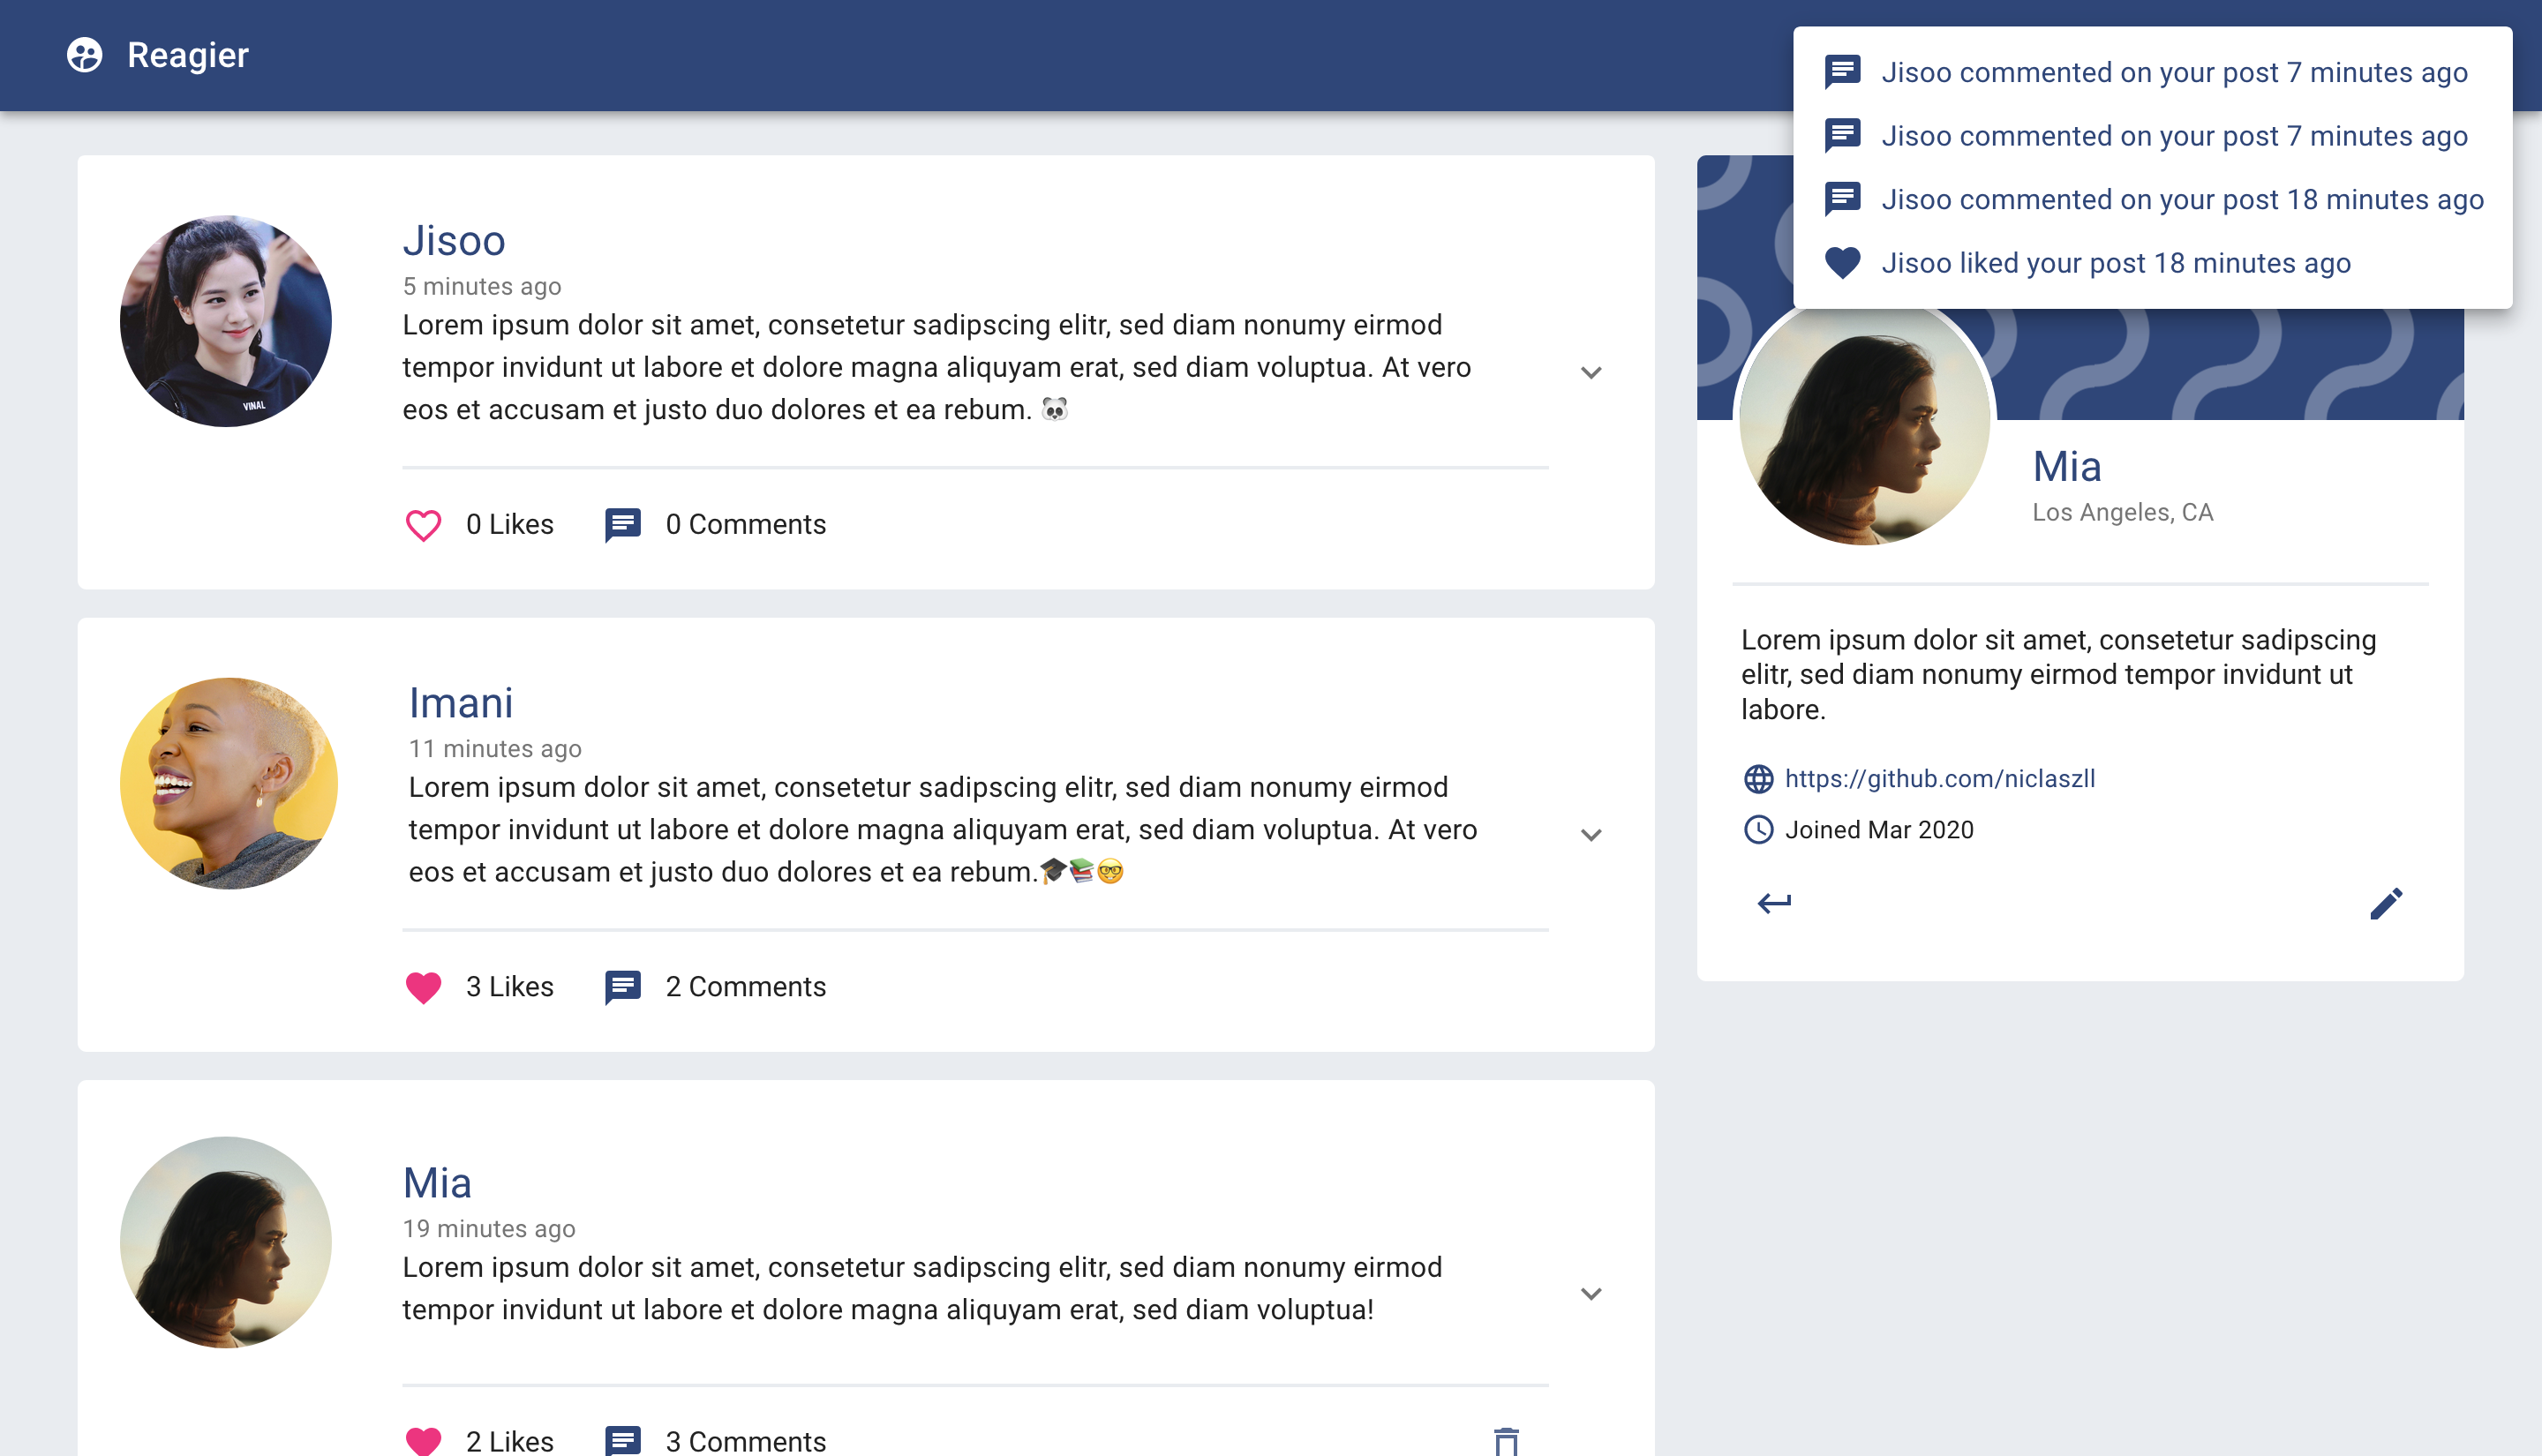 Reagier
Jisoo commented on your post 7 minutes ago
Jisoo commented on your post 7 minutes ago
Jisoo commented on your post 18 minutes ago
Jisoo liked your post 18 minutes ago
VINAL
Jisoo
5 minutes ago
Lorem ipsum dolor sit amet, consetetur sadipscing elitr, sed diam nonumy eirmod
tempor invidunt ut labore et dolore magna aliquyam erat, sed diam voluptua. At vero
eos et accusam et justo duo dolores et ea rebum. 🐼
0 Likes
0 Comments
Imani
11 minutes ago
Lorem ipsum dolor sit amet, consetetur sadipscing elitr, sed diam nonumy eirmod
tempor invidunt ut labore et dolore magna aliquyam erat, sed diam voluptua. At vero
eos et accusam et justo duo dolores et ea rebum.🎓📚🤓
3 Likes
2 Comments
Mia
19 minutes ago
Lorem ipsum dolor sit amet, consetetur sadipscing elitr, sed diam nonumy eirmod
tempor invidunt ut labore et dolore magna aliquyam erat, sed diam voluptua!
2 Likes
3 Comments
Mia
Los Angeles, CA
Lorem ipsum dolor sit amet, consetetur sadipscing
elitr, sed diam nonumy eirmod tempor invidunt ut
labore.
https://github.com/niclaszll
Joined Mar 2020